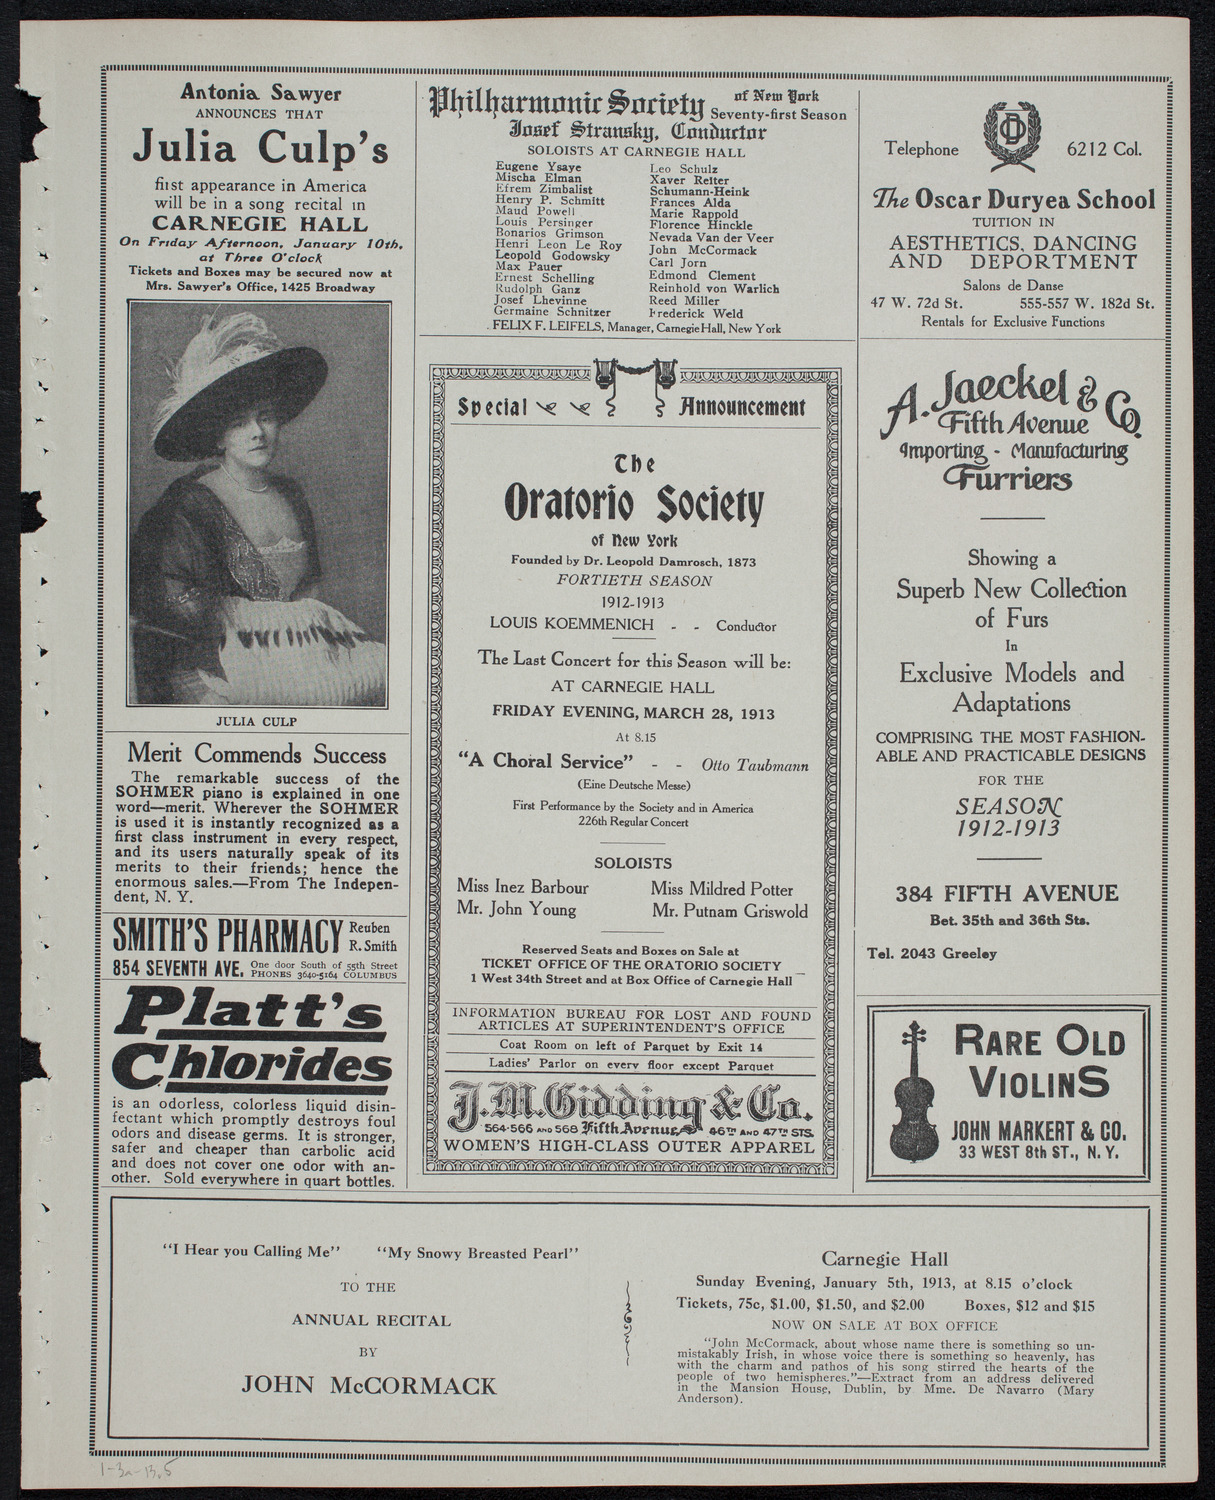 Antonia Sawyer
ANNOUNCES THAT
Julia Culp's
first appearance in America
will be in a song recital in
CARNEGIE HALL
On Friday Afternoon, January 10th,
at Three O'clock
Tickets and Boxes may be secured now at
Mrs. Sawyer's Office, 1425 Broadway
JULIA CULP
Merit Commends Success
The remarkable success of the
SOHMER piano is explained in one
word—merit. Wherever the SOHMER
is used it is instantly recognized as a
first class instrument in every respect,
and its users naturally speak of its
merits to their friends; hence the
enormous sales.—From The Indepen-
dent, N. Y.
SMITH'S PHARMACY Reuben
R. Smith
854 SEVENTH AVE. One door South of 55th Street
PHONES 3640-5164 COLUMBUS
Platt's
Chlorides
is an odorless, colorless liquid disin-
fectant which promptly destroys foul
odors and disease germs. It is stronger,
safer and cheaper than carbolic acid
and does not cover one odor with an-
other. Sold everywhere in quart bottles.
Philharmonic Society of New York
Seventy-first Season
Josef Stransky, Conductor
SOLOISTS AT CARNEGIE HALL
Eugene Ysaye
Mischa Elman
Efrem Zimbalist
Henry P. Schmitt
Maud Powell
Louis Persinger
Bonarios Grimson
Henri Leon Le Roy
Leopold Godowsky
Max Pauer
Ernest Schelling
Rudolph Ganz
Josef Lhevinne
Germaine Schnitzer
Leo Schulz
Xaver Reiter
Schumann-Heink
Frances Alda
Marie Rappold
Florence Hinckle
Nevada Van der Veer
John McCormack
Carl Jorn
Edmond Clement
Reinhold von Warlich
Reed Miller
Frederick Weld
FELIX F. LEIFELS, Manager, Carnegie Hall, New York
Special Announcement
The
Oratorio Society
of New York
Founded by Dr. Leopold Damrosch, 1873
FORTIETH SEASON
1912-1913
LOUIS KOEMMENICH - - Conductor
The Last Concert for this Season will be:
AT CARNEGIE HALL
FRIDAY EVENING, MARCH 28, 1913
At 8.15
"A Choral Service" - - Otto Taubmann
(Eine Deutsche Messe)
First Performance by the Society and in America
226th Regular Concert
SOLOISTS
Miss Inez Barbour Miss Mildred Potter
Mr. John Young Mr. Putnam Griswold
Reserved Seats and Boxes on Sale at
TICKET OFFICE OF THE ORATORIO SOCIETY
1 West 34th Street and at Box Office of Carnegie Hall
INFORMATION BUREAU FOR LOST AND FOUND
ARTICLES AT SUPERINTENDENT'S OFFICE
Coat Room on left of Parquet by Exit 14
Ladies' Parlor on every floor except Parquet
J.M. Gidding & Co.
564-566 AND 568 Fifth Avenue 46TH AND 47TH STS.
WOMEN'S HIGH-CLASS OUTER APPAREL
Telephone OD 6212 Col.
The Oscar Duryea School
TUITION IN
AESTHETICS, DANCING
AND DEPORTMENT
Salons de Danse
47 W. 72d St. 555-557 W. 182d St.
Rentals for Exclusive Functions
A. Jaeckel & Co.
Fifth Avenue
Importing - Manufacturing
Furriers
Showing a
Superb New Collection
of Furs
In
Exclusive Models and
Adaptations
COMPRISING THE MOST FASHION-
ABLE AND PRACTICABLE DESIGNS
FOR THE
SEASON
1912-1913
384 FIFTH AVENUE
Bet. 35th and 36th Sts.
Tel. 2043 Greeley
RARE OLD
VIOLINS
JOHN MARKERT & CO.
33 WEST 8th ST., N. Y.
"I Hear you Calling Me" "My Snowy Breasted Pearl"
TO THE
ANNUAL RECITAL
BY
JOHN McCORMACK
Carnegie Hall
Sunday Evening, January 5th, 1913, at 8.15 o'clock
Tickets, 75c, $1.00, $1.50, and $2.00 Boxes, $12 and $15
NOW ON SALE AT BOX OFFICE
"John McCormack, about whose name there is something so un-
mistakably Irish, in whose voice there is something so heavenly, has
with the charm and pathos of his song stirred the hearts of the
people of two hemispheres."—Extract from an address delivered
in the Mansion House, Dublin, by Mme. De Navarro (Mary
Anderson).